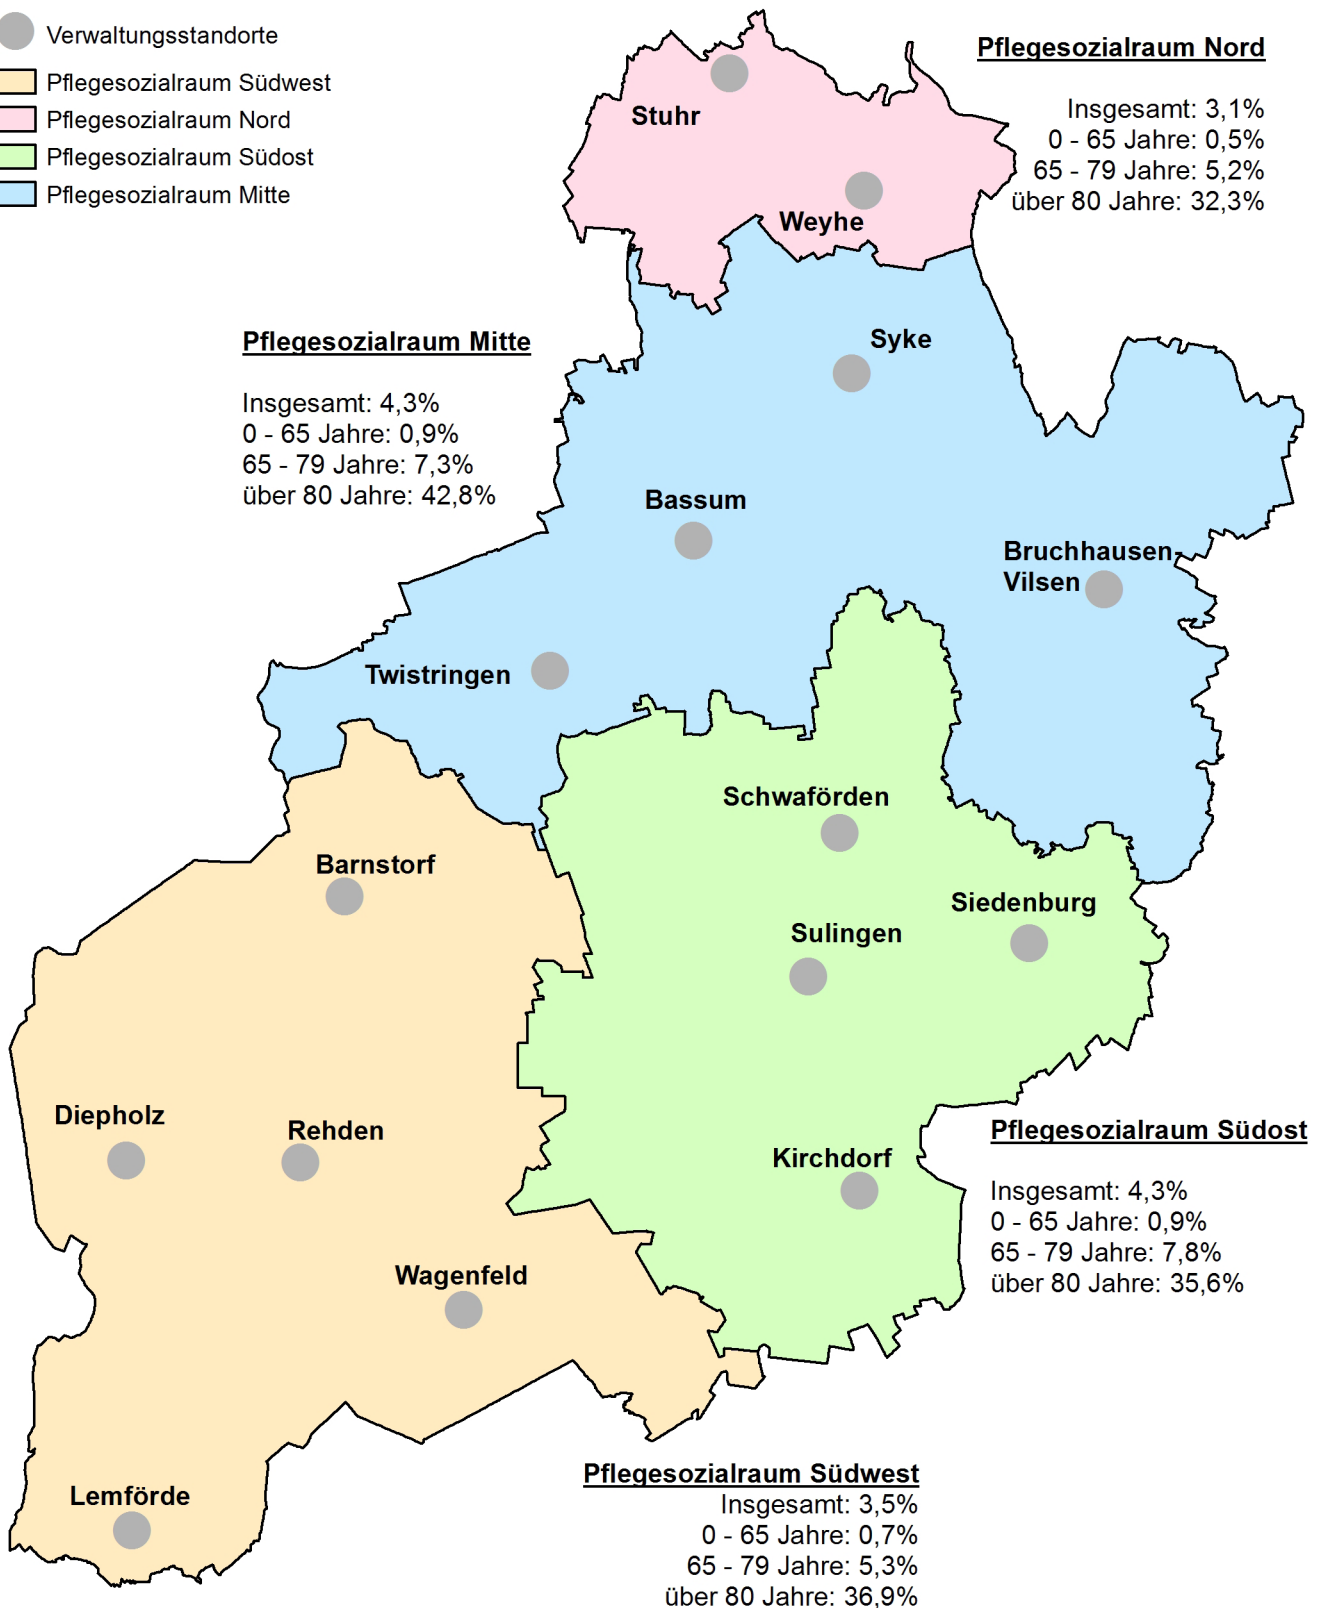 Verwaltungsstandorte
Pflegesozialraum Südwest
Pflegesozialraum Nord
Pflegesozialraum Südost
Pflegesozialraum Mitte
Pflegesozialraum Nord
Insgesamt: 3,1%
0 - 65 Jahre: 0,5%
65 - 79 Jahre: 5,2%
über 80 Jahre: 32,3%
Stuhr
Weyhe
Pflegesozialraum Mitte
Insgesamt: 4,3%
0 - 65 Jahre: 0,9%
65 - 79 Jahre: 7,3%
über 80 Jahre: 42,8%
Syke
Bassum
Bruchhausen-
Vilsen
Twistringen
Schwaförden
Barnstorf
Siedenburg
Sulingen
Diepholz
Rehden
Kirchdorf
Pflegesozialraum Südost
Insgesamt: 4,3%
0 - 65 Jahre: 0,9%
65 - 79 Jahre: 7,8%
über 80 Jahre: 35,6%
Wagenfeld
Lemförde
Pflegesozialraum Südwest
Insgesamt: 3,5%
0 - 65 Jahre: 0,7%
65 - 79 Jahre: 5,3%
über 80 Jahre: 36,9%